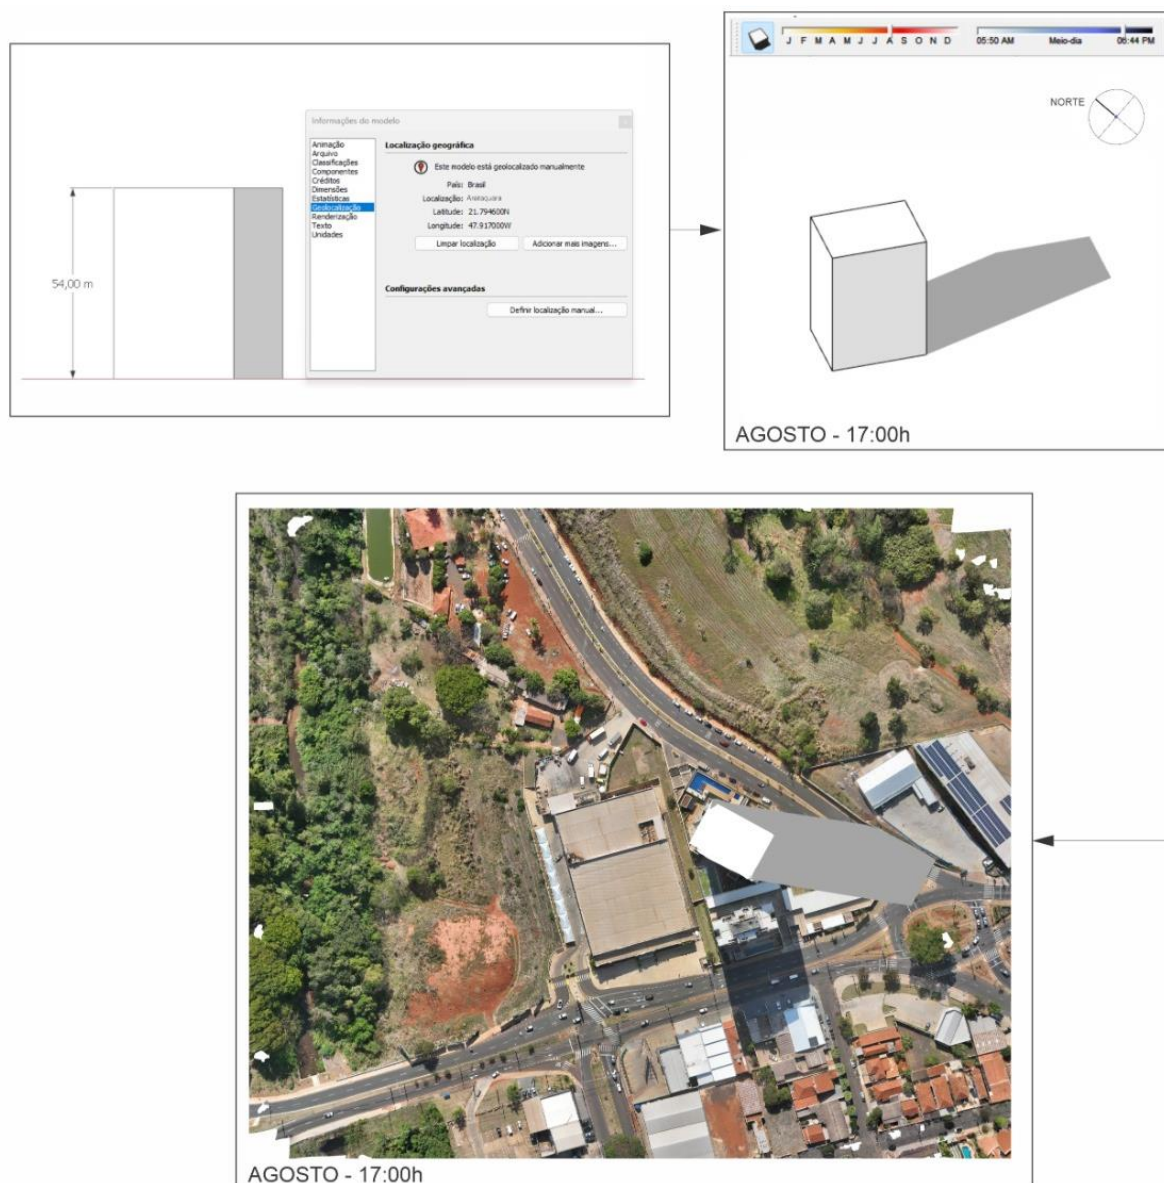 Informações do modelo
Animação
Arquivo
Classificações
Componentes
Créditos
Dimensões
Estatísticas
Geolocalização
Renderização
Texto
Unidades
Localização geográfica
Este modelo está geolocalizado manualmente
País: Brasil
Localização: Araraquara
Latitude: 21.794600N
Longitude: 47.917000W
Limpar localização
Adicionar mais imagens...
Configurações avançadas
Definir localização manual...
54,00 m
J F M A M J J A S O N D
05:50 AM Meio-dia 06:44 PM
NORTE
AGOSTO - 17:00h
AGOSTO - 17:00h